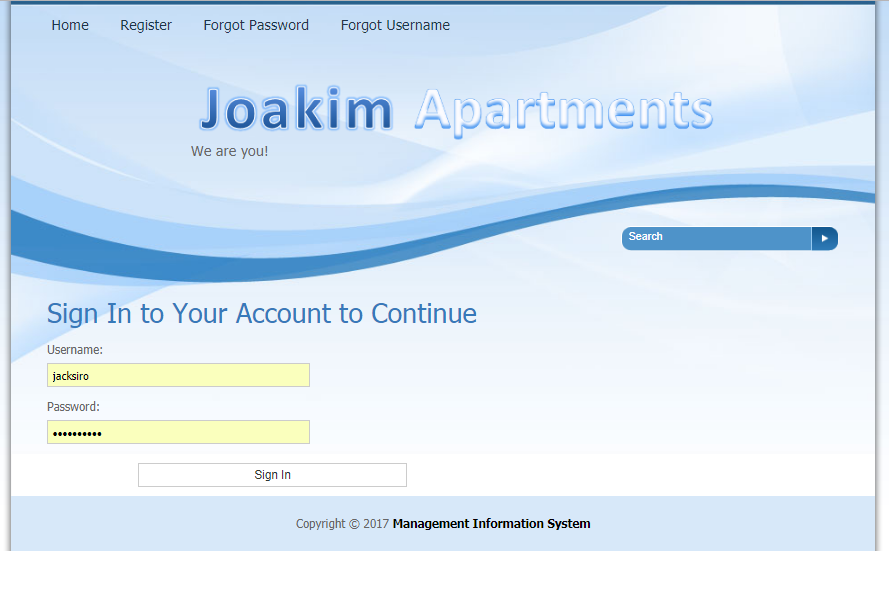 Home Register Forgot Password Forgot Username
Joakim Apartments
We are you!
Search
Sign In to Your Account to Continue
Username:
jacksiro
Password:
••••••••••
Sign In
Copyright © 2017 Management Information System